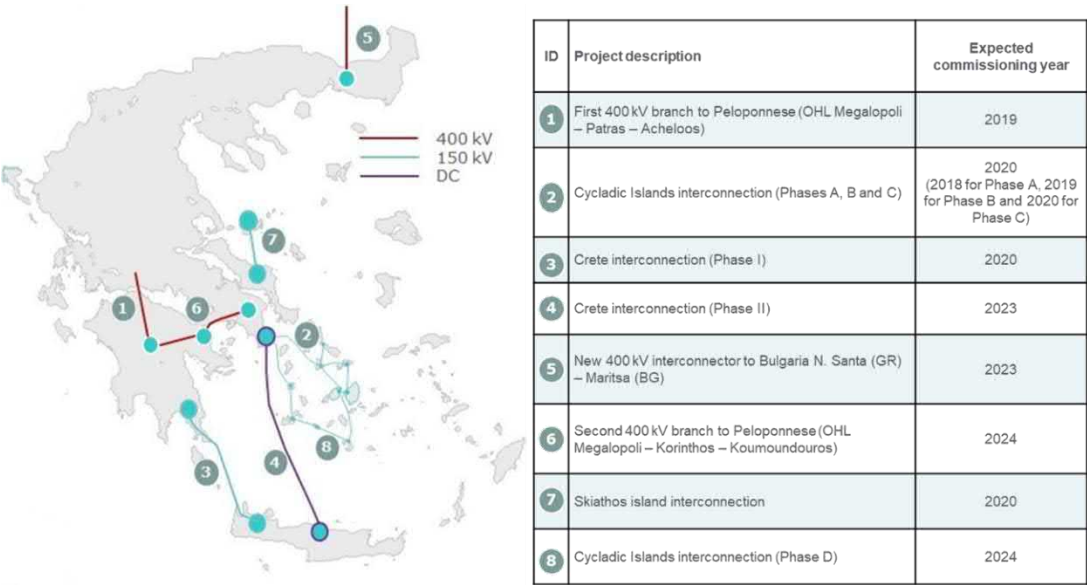 5
400 kV
150 kV
DC
7
1
6
2
8
4
3
ID
Project description
Expected
commissioning year
1
First 400 kV branch to Peloponnese (OHL Megalopoli
– Patras – Acheloos)
2019
2
Cycladic Islands interconnection (Phases A, B and C)
2020
(2018 for Phase A, 2019
for Phase B and 2020 for
Phase C)
3
Crete interconnection (Phase I)
2020
4
Crete interconnection (Phase II)
2023
5
New 400 kV interconnector to Bulgaria N. Santa (GR)
– Maritsa (BG)
2023
6
Second 400 kV branch to Peloponnese (OHL
Megalopoli – Korinthos – Koumoundouros)
2024
7
Skiathos island interconnection
2020
8
Cycladic Islands interconnection (Phase D)
2024